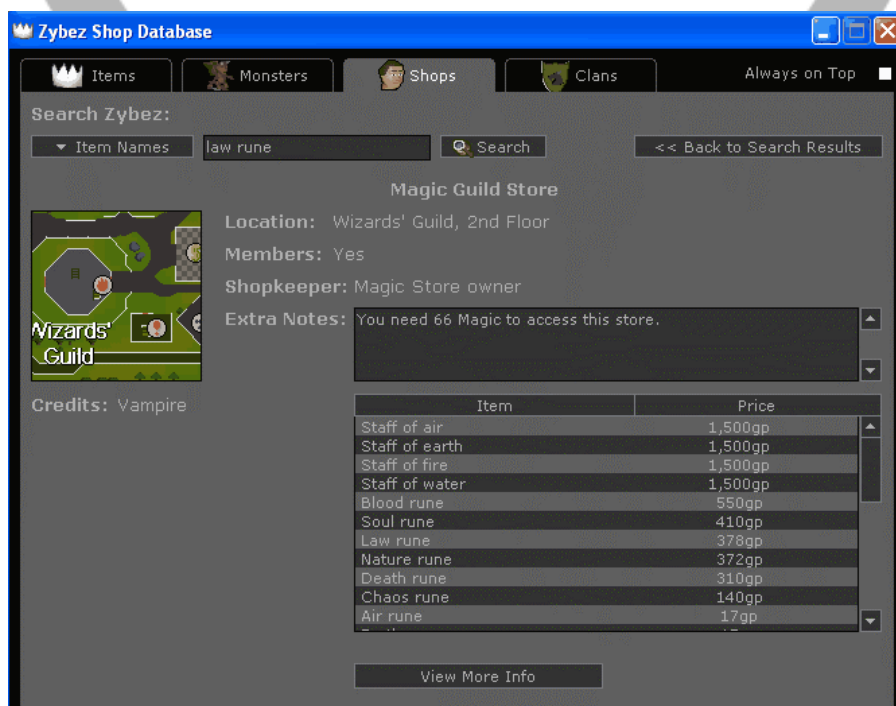 Zybez Shop Database
Items Monsters Shops Clans Always on Top
Search Zybez:
Item Names law rune Search << Back to Search Results
Magic Guild Store
Location: Wizards' Guild, 2nd Floor
Members: Yes
Shopkeeper: Magic Store owner
Extra Notes: You need 66 Magic to access this store.
Wizards'
Guild
Credits: Vampire
Item Price
Staff of air 1,500gp
Staff of earth 1,500gp
Staff of fire 1,500gp
Staff of water 1,500gp
Blood rune 550gp
Soul rune 410gp
Law rune 378gp
Nature rune 372gp
Death rune 310gp
Chaos rune 140gp
Air rune 17gp
View More Info